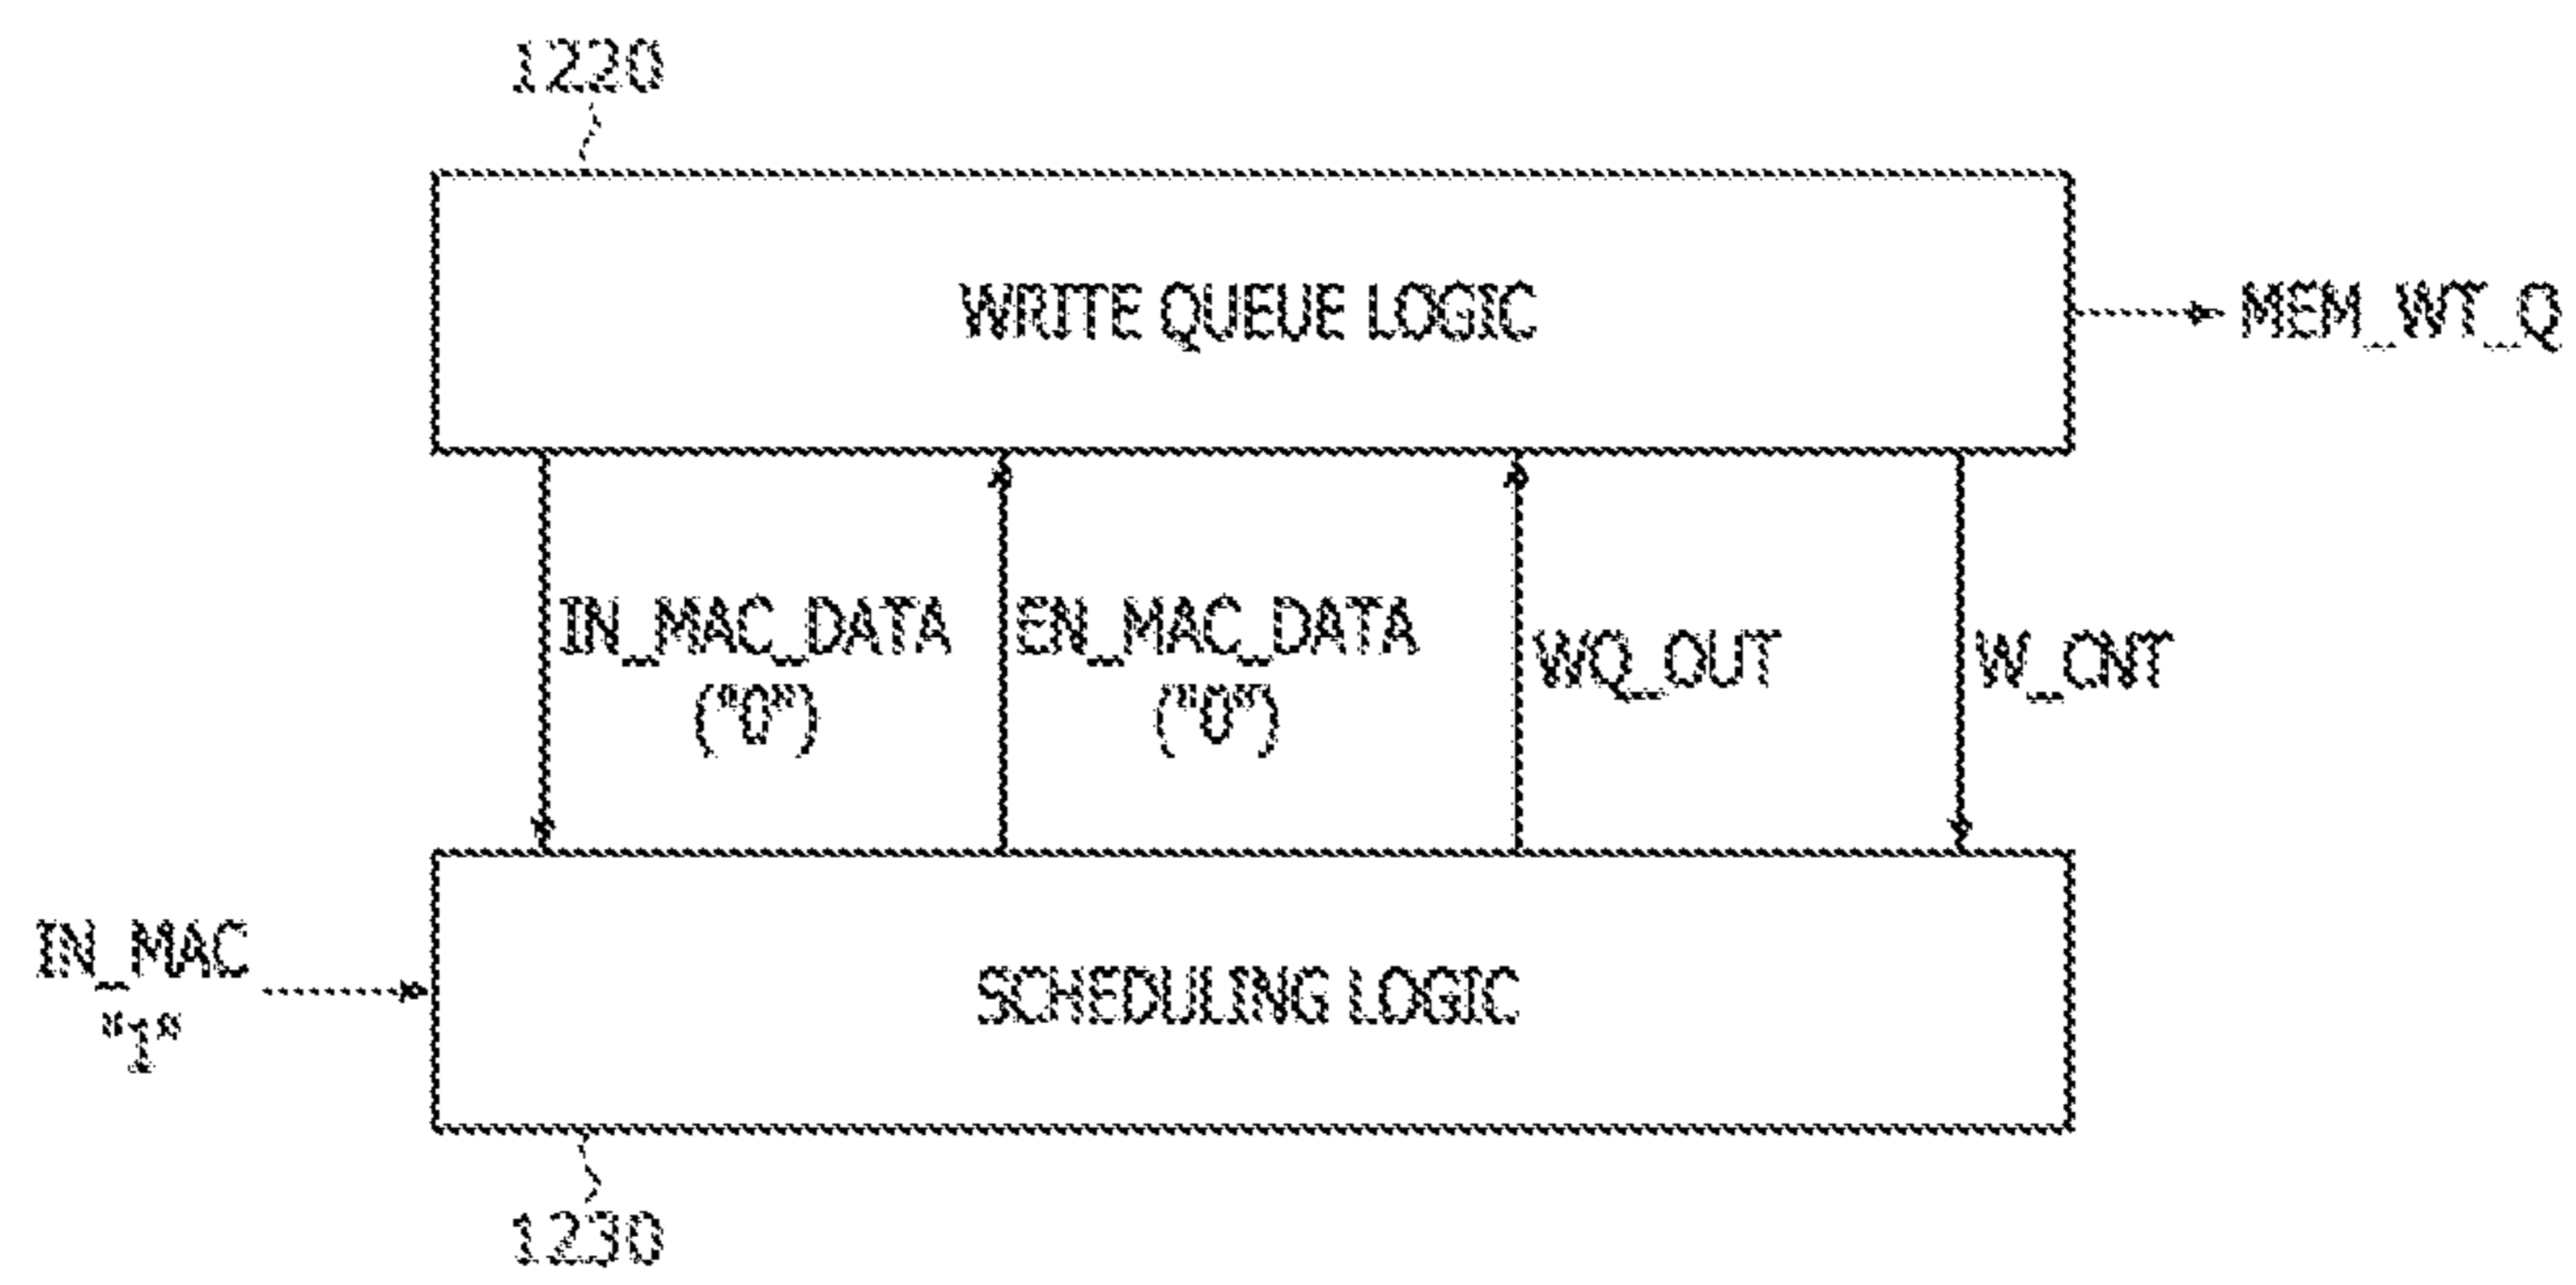 1220
WRITE QUEUE LOGIC
MEM_WT_Q
IN_MAC_DATA
("0")
EN_MAC_DATA
("0")
WQ_OUT
W_CNT
IN_MAC
"1"
SCHEDULING LOGIC
1230